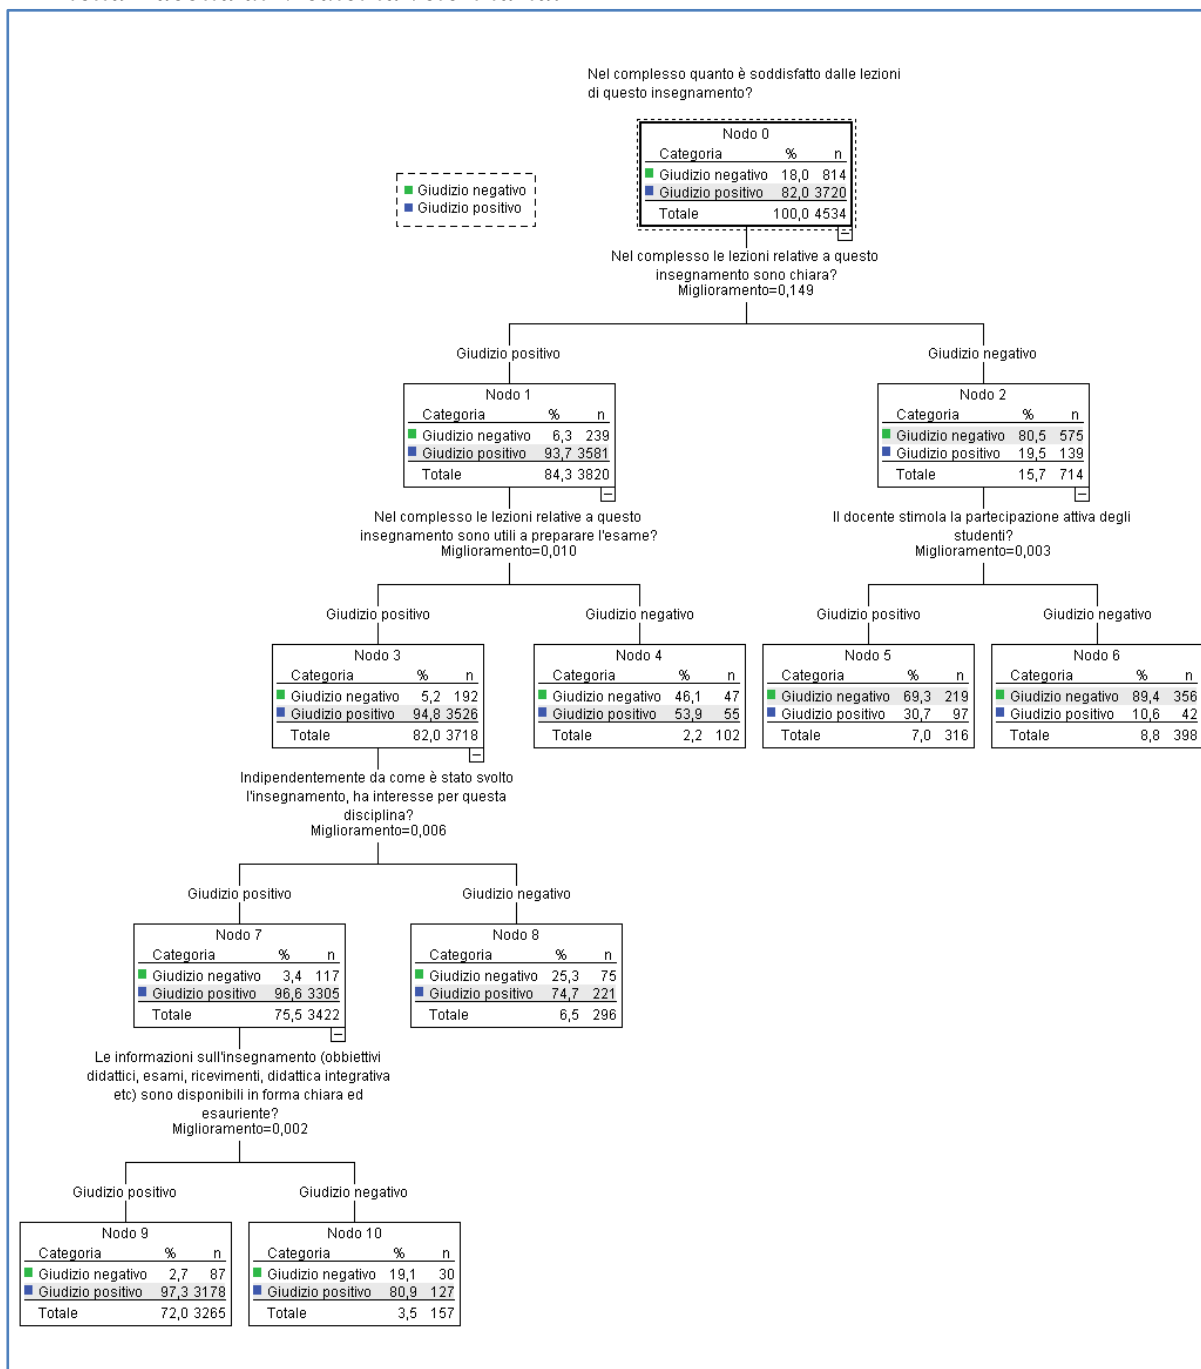 Nel complesso quanto è soddisfatto dalle lezioni
di questo insegnamento?
Nodo 0
Categoria % n
Giudizio negativo 18,0 814
Giudizio positivo 82,0 3720
Totale 100,0 4534
Giudizio negativo
Giudizio positivo
Nel complesso le lezioni relative a questo
insegnamento sono chiara?
Miglioramento=0,149
Giudizio positivo
Giudizio negativo
Nodo 1
Categoria % n
Giudizio negativo 6,3 239
Giudizio positivo 93,7 3581
Totale 84,3 3820
Nodo 2
Categoria % n
Giudizio negativo 80,5 575
Giudizio positivo 19,5 139
Totale 15,7 714
Nel complesso le lezioni relative a questo
insegnamento sono utili a preparare l'esame?
Miglioramento=0,010
Il docente stimola la partecipazione attiva degli
studenti?
Miglioramento=0,003
Giudizio positivo
Giudizio negativo
Giudizio positivo
Giudizio negativo
Nodo 3
Categoria % n
Giudizio negativo 5,2 192
Giudizio positivo 94,8 3526
Totale 82,0 3718
Nodo 4
Categoria % n
Giudizio negativo 46,1 47
Giudizio positivo 53,9 55
Totale 2,2 102
Nodo 5
Categoria % n
Giudizio negativo 69,3 219
Giudizio positivo 30,7 97
Totale 7,0 316
Nodo 6
Categoria % n
Giudizio negativo 89,4 356
Giudizio positivo 10,6 42
Totale 8,8 398
Indipendentemente da come è stato svolto
l'insegnamento, ha interesse per questa
disciplina?
Miglioramento=0,006
Giudizio positivo
Giudizio negativo
Nodo 7
Categoria % n
Giudizio negativo 3,4 117
Giudizio positivo 96,6 3305
Totale 75,5 3422
Nodo 8
Categoria % n
Giudizio negativo 25,3 75
Giudizio positivo 74,7 221
Totale 6,5 296
Le informazioni sull'insegnamento (obbiettivi
didattici, esami, ricevimenti, didattica integrativa
etc) sono disponibili in forma chiara ed
esauriente?
Miglioramento=0,002
Giudizio positivo
Giudizio negativo
Nodo 9
Categoria % n
Giudizio negativo 2,7 87
Giudizio positivo 97,3 3178
Totale 72,0 3265
Nodo 10
Categoria % n
Giudizio negativo 19,1 30
Giudizio positivo 80,9 127
Totale 3,5 157